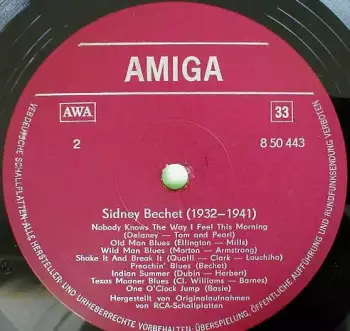 AMIGA
AWA
33
2
8 50 443
Sidney Bechet (1932—1941)
Nobody Knows The Way I Feel This Morning
(Delaney — Tom and Pearl)
Old Man Blues (Ellington — Mills)
Wild Man Blues (Morton — Armstrong)
Shake It And Break It (Qualli — Clark — Lauchiha)
Preachin' Blues (Bechet)
Indian Summer (Dubin — Herbert)
Texas Moaner Blues (Cl. Williams — Barnes)
One O'Clock Jump (Basie)
Hergestellt von Originalaufnahmen
von RCA-Schallplatten
VEB DEUTSCHE SCHALLPLATTEN · ALLE HERSTELLER- UND URHEBERRECHTE VORBEHALTEN · ÜBERSPIELUNG, ÖFFENTLICHE AUFFÜHRUNG UND RUNDFUNKSENDUNG VERBOTEN